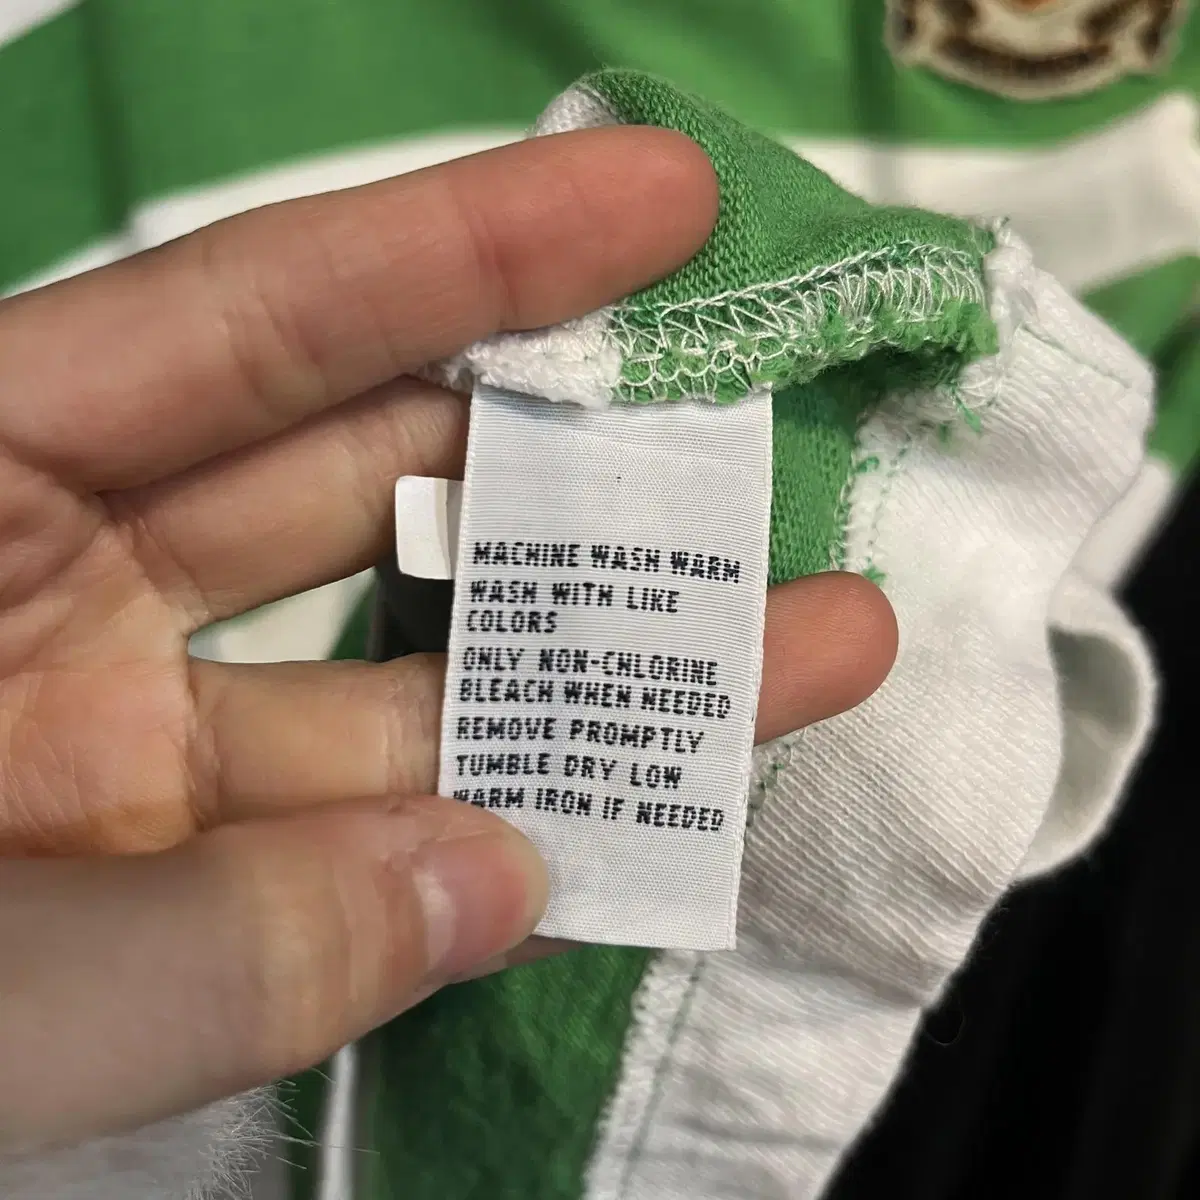 MACHINE WASH WARM
WASH WITH LIKE
COLORS
ONLY NON-CHLORINE
BLEACH WHEN NEEDED
REMOVE PROMPTLY
TUMBLE DRY LOW
WARM IRON IF NEEDED